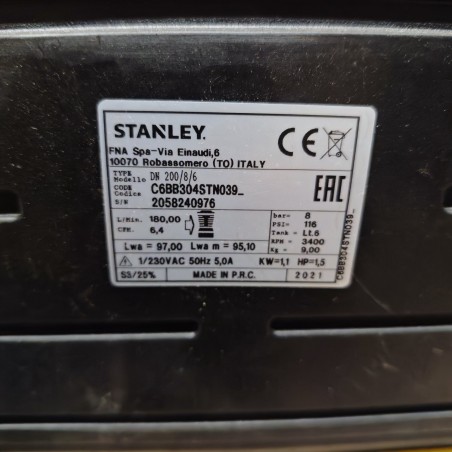 STANLEY.
FNA Spa-Via Einaudi,6
10070 Robassomero (TO) ITALY
TYPE
Modello DN 200/8/6
CODE
Codice C6BB304STN039_
S/N 2058240976
L/Min. 180,00
CFM. 6,4
bar= 8
PSI= 116
Tank = Lt.6
RPM = 3400
Kg = 9,00
Lwa = 97,00 Lwa m = 95,10
1/230VAC 50Hz 5,0A KW=1,1 HP=1,5
S3/25% MADE IN P.R.C. 2021
CE
EAC
C6BB304STN039_